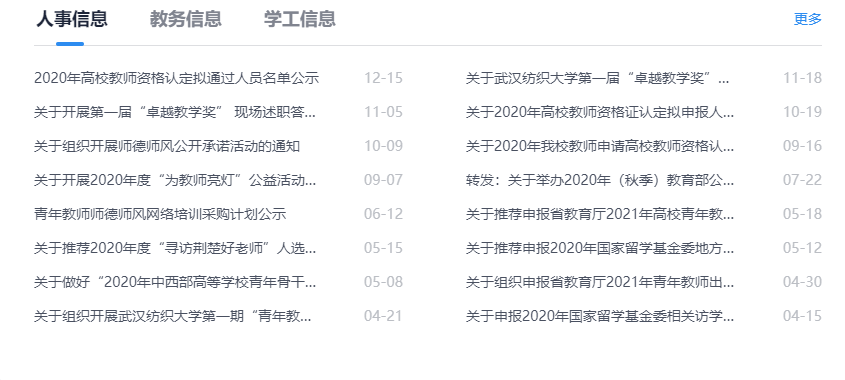 人事信息 教务信息 学工信息 更多
2020年高校教师资格认定拟通过人员名单公示 12-15
关于武汉纺织大学第一届“卓越教学奖”... 11-18
关于开展第一届“卓越教学奖” 现场述职答... 11-05
关于2020年高校教师资格证认定拟申报人... 10-19
关于组织开展师德师风公开承诺活动的通知 10-09
关于2020年我校教师申请高校教师资格认... 09-16
关于开展2020年度“为教师亮灯”公益活动... 09-07
转发：关于举办2020年（秋季）教育部公... 07-22
青年教师师德师风网络培训采购计划公示 06-12
关于推荐申报省教育厅2021年高校青年教... 05-18
关于推荐2020年度“寻访荆楚好老师”人选... 05-15
关于推荐申报2020年国家留学基金委地方... 05-12
关于做好“2020年中西部高等学校青年骨干... 05-08
关于组织申报省教育厅2021年青年教师出... 04-30
关于组织开展武汉纺织大学第一期“青年教... 04-21
关于申报2020年国家留学基金委相关访学... 04-15